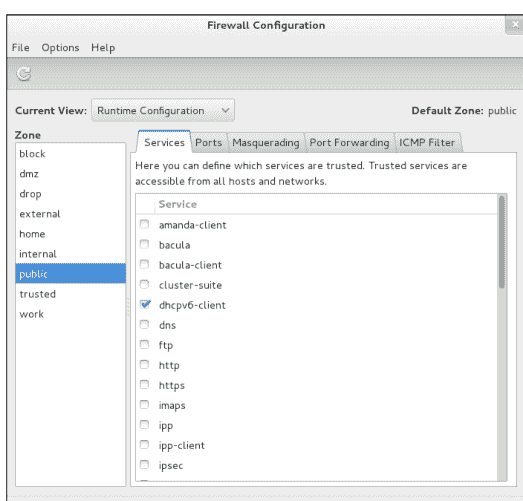 Firewall Configuration
File Options Help
Current View: Runtime Configuration
Default Zone: public
Zone
block
dmz
drop
external
home
internal
public
trusted
work
Services Ports Masquerading Port Forwarding ICMP Filter
Here you can define which services are trusted. Trusted services are
accessible from all hosts and networks.
Service
amanda-client
bacula
bacula-client
cluster-suite
dhcpv6-client
dns
ftp
http
https
imaps
ipp
ipp-client
ipsec